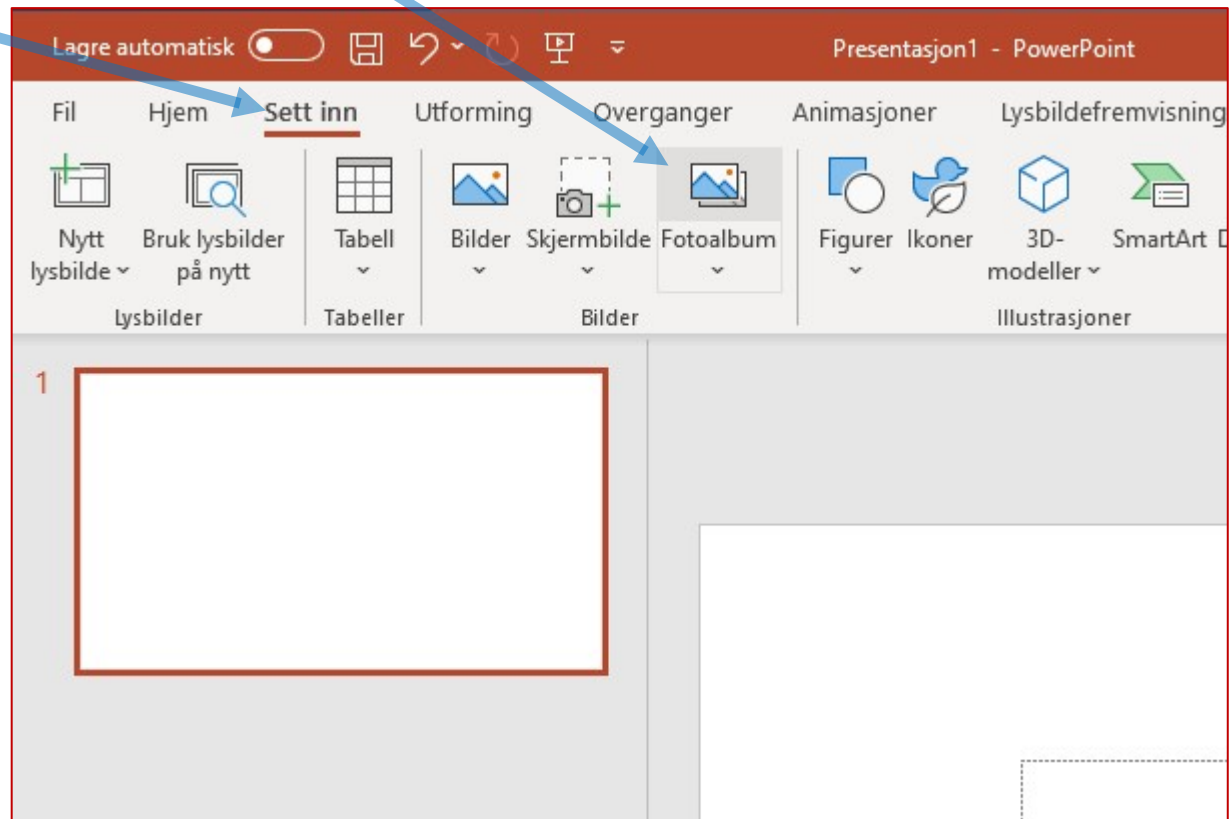 Lagre automatisk
Presentasjon1 - PowerPoint
Fil Hjem Sett inn Utforming Overganger Animasjoner Lysbildefremvisning
Nytt lysbilde
Bruk lysbilder på nytt
Tabell
Bilder
Skjermbilde
Fotoalbum
Figurer
Ikoner
3D-modeller
SmartArt
Lysbilder Tabeller Bilder Illustrasjoner
1